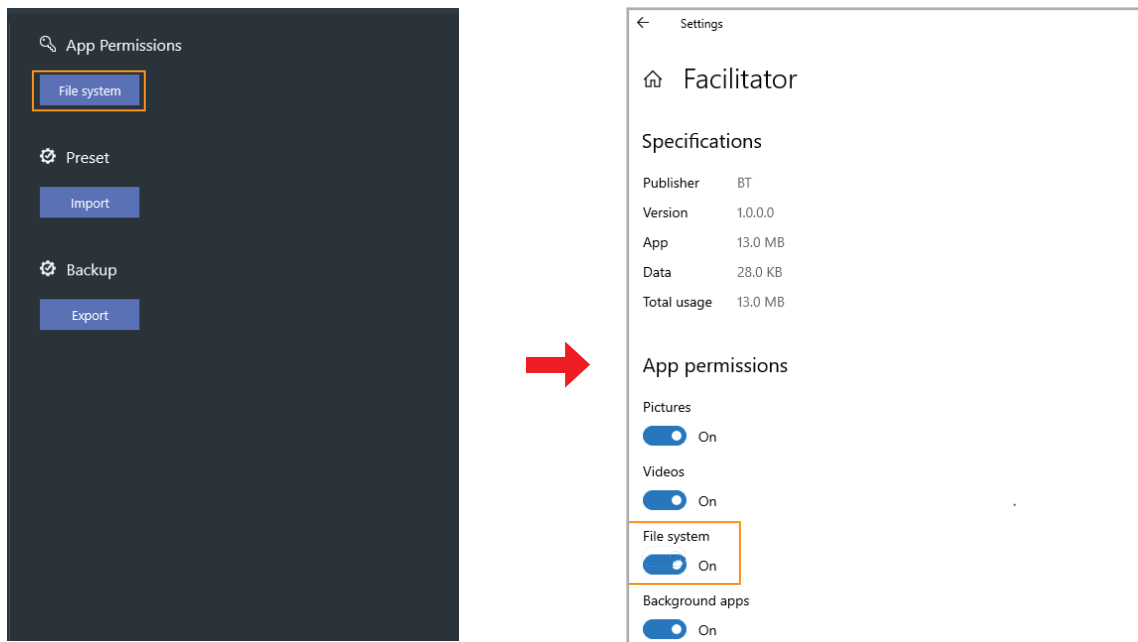 App Permissions
File system
Preset
Import
Backup
Export
Settings
Facilitator
Specifications
Publisher BT
Version 1.0.0.0
App 13.0 MB
Data 28.0 KB
Total usage 13.0 MB
App permissions
Pictures
On
Videos
On
File system
On
Background apps
On